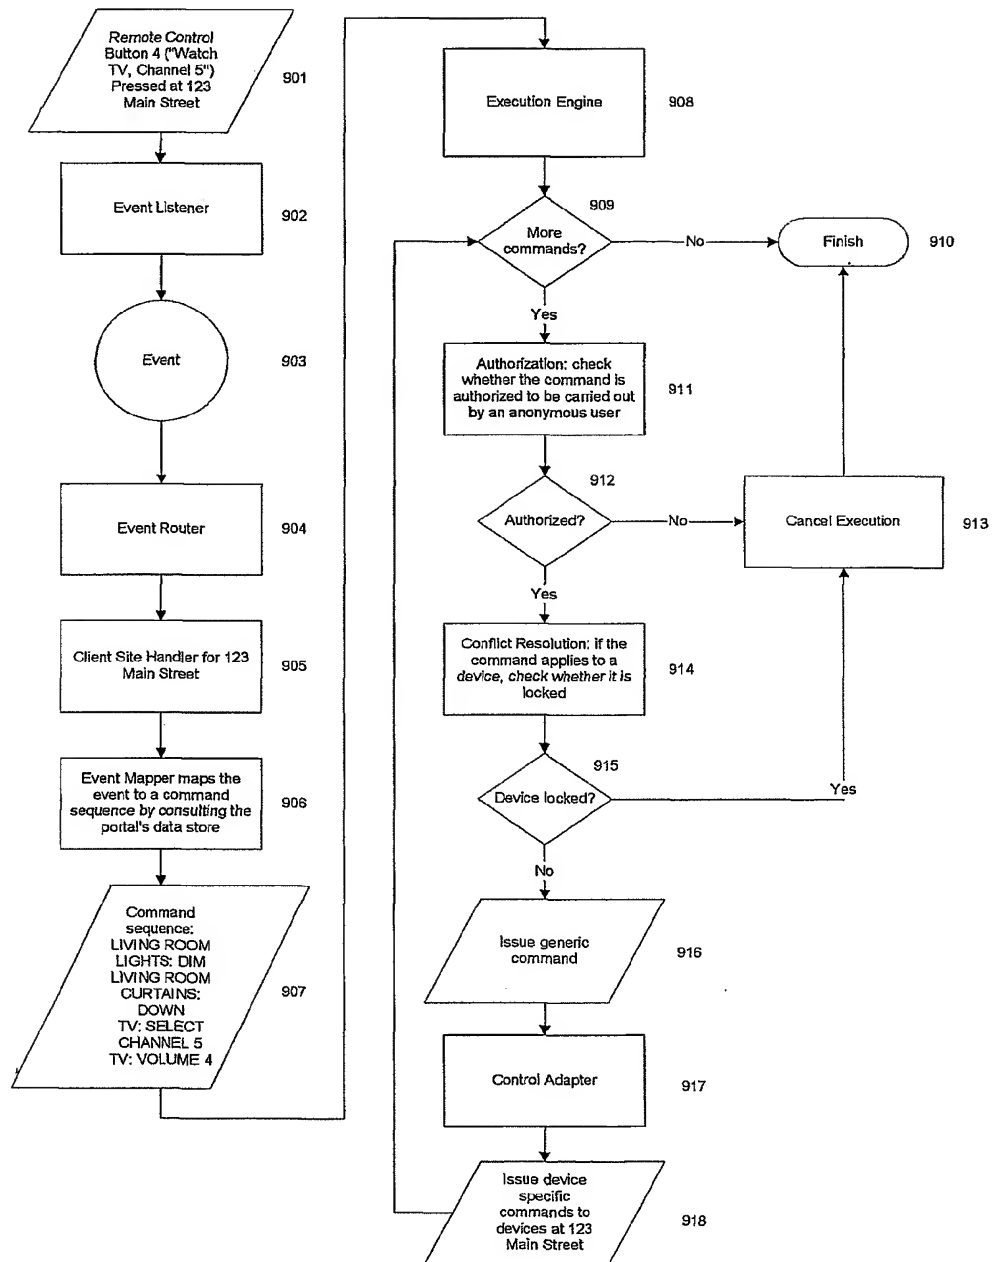 Remote Control
Button 4 ("Watch
TV, Channel 5")
Pressed at 123
Main Street
901
Event Listener
902
Event
903
Event Router
904
Client Site Handler for 123
Main Street
905
Event Mapper maps the
event to a command
sequence by consulting the
portal's data store
906
Command
sequence:
LIVING ROOM
LIGHTS: DIM
LIVING ROOM
CURTAINS:
DOWN
TV: SELECT
CHANNEL 5
TV: VOLUME 4
907
Execution Engine
908
909
More
commands?
No
Finish
910
Yes
Authorization: check
whether the command is
authorized to be carried out
by an anonymous user
911
912
Authorized?
No
Cancel Execution
913
Yes
Conflict Resolution: if the
command applies to a
device, check whether it is
locked
914
915
Device locked?
Yes
No
Issue generic
command
916
Control Adapter
917
Issue device
specific
commands to
devices at 123
Main Street
918